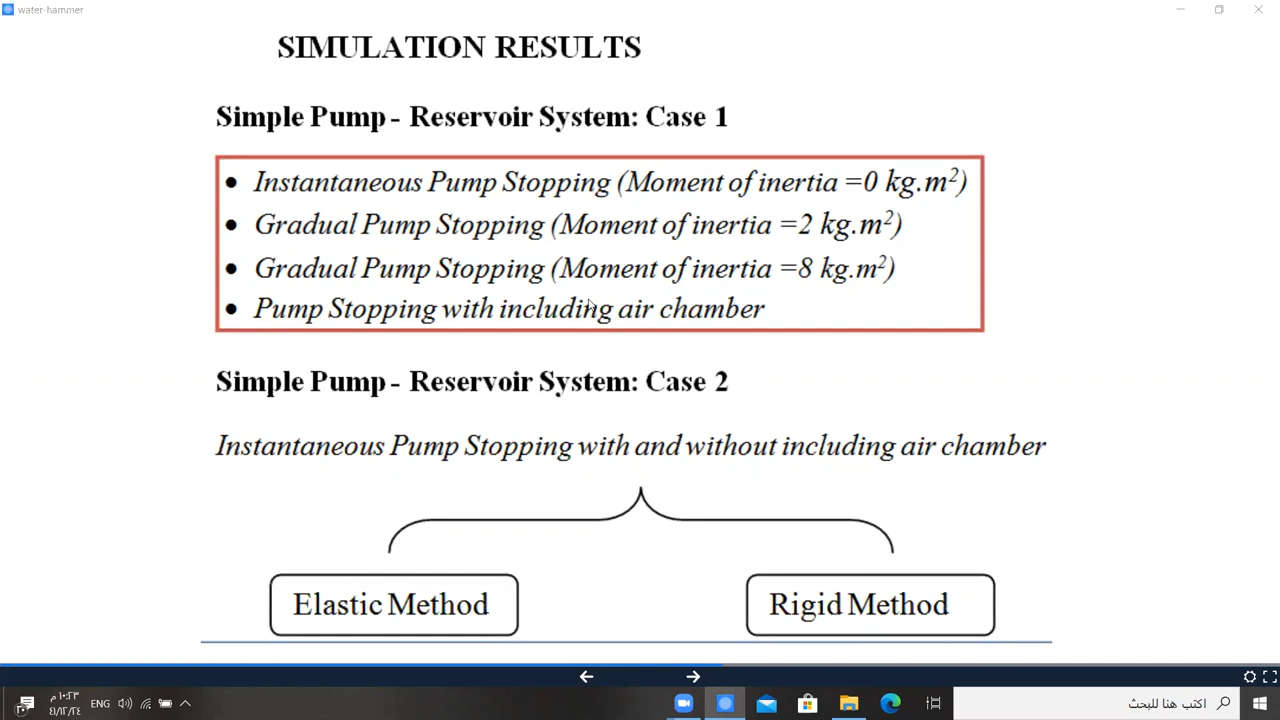 water-hammer
SIMULATION RESULTS
Simple Pump - Reservoir System: Case 1
• Instantaneous Pump Stopping (Moment of inertia =0 kg.m²)
• Gradual Pump Stopping (Moment of inertia =2 kg.m²)
• Gradual Pump Stopping (Moment of inertia =8 kg.m²)
• Pump Stopping with including air chamber
Simple Pump - Reservoir System: Case 2
Instantaneous Pump Stopping with and without including air chamber
Elastic Method
Rigid Method
١٠:٢٣ م
ENG
اكتب هنا للبحث